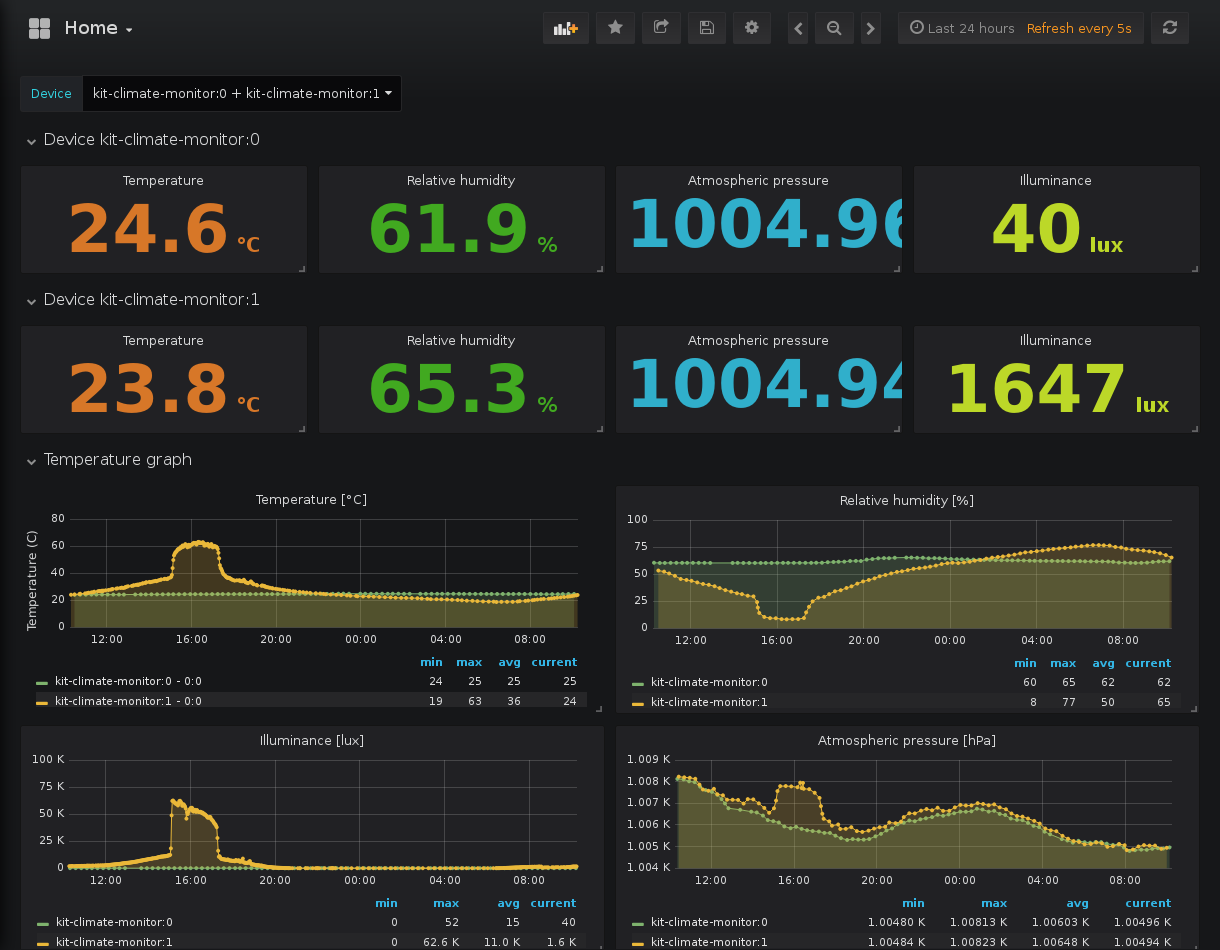 Home
Last 24 hours Refresh every 5s
Device kit-climate-monitor:0 + kit-climate-monitor:1
Device kit-climate-monitor:0
Temperature Relative humidity Atmospheric pressure Illuminance
24.6 °C 61.9 % 1004.96 40 lux
Device kit-climate-monitor:1
Temperature Relative humidity Atmospheric pressure Illuminance
23.8 °C 65.3 % 1004.94 1647 lux
Temperature graph
Temperature [°C]
Temperature (C)
80
60
40
20
0
12:00 16:00 20:00 00:00 04:00 08:00
min max avg current
kit-climate-monitor:0 - 0:0 24 25 25 25
kit-climate-monitor:1 - 0:0 19 63 36 24
Relative humidity [%]
100
75
50
25
0
12:00 16:00 20:00 00:00 04:00 08:00
min max avg current
kit-climate-monitor:0 60 65 62 62
kit-climate-monitor:1 8 77 50 65
Illuminance [lux]
100 K
75 K
50 K
25 K
0
12:00 16:00 20:00 00:00 04:00 08:00
min max avg current
kit-climate-monitor:0 0 52 15 40
kit-climate-monitor:1 0 62.6 K 11.0 K 1.6 K
Atmospheric pressure [hPa]
1.009 K
1.008 K
1.007 K
1.006 K
1.005 K
1.004 K
12:00 16:00 20:00 00:00 04:00 08:00
min max avg current
kit-climate-monitor:0 1.00480 K 1.00813 K 1.00603 K 1.00496 K
kit-climate-monitor:1 1.00484 K 1.00823 K 1.00648 K 1.00494 K